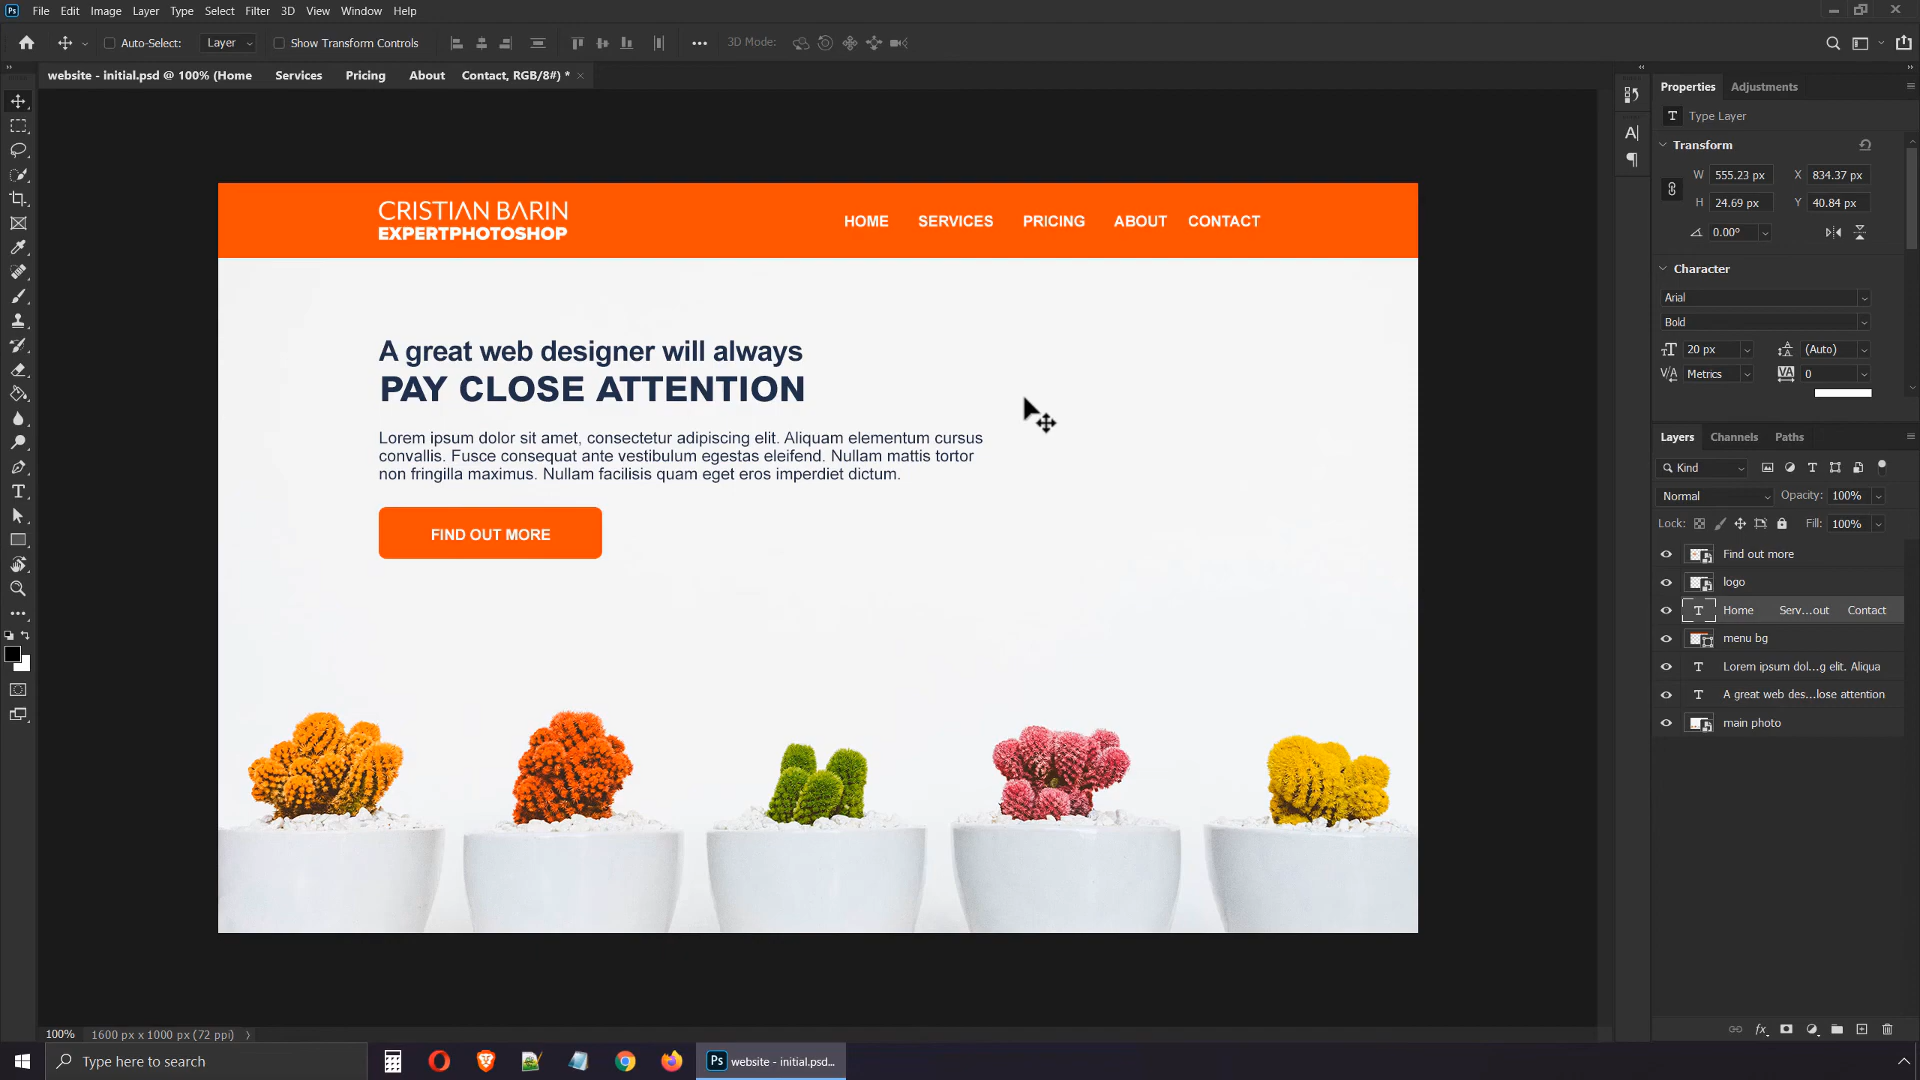 Ps File Edit Image Layer Type Select Filter 3D View Window Help
Auto-Select: Layer Show Transform Controls 3D Mode:
website - initial.psd @ 100% (Home Services Pricing About Contact, RGB/8#) *
CRISTIAN BARIN
EXPERTPHOTOSHOP
HOME SERVICES PRICING ABOUT CONTACT
A great web designer will always
PAY CLOSE ATTENTION
Lorem ipsum dolor sit amet, consectetur adipiscing elit. Aliquam elementum cursus
convallis. Fusce consequat ante vestibulum egestas eleifend. Nullam mattis tortor
non fringilla maximus. Nullam facilisis quam eget eros imperdiet dictum.
FIND OUT MORE
Properties Adjustments
T Type Layer
Transform
W 555.23 px X 834.37 px
H 24.69 px Y 40.84 px
0.00°
Character
Arial
Bold
20 px (Auto)
Metrics 0
Layers Channels Paths
Kind
Normal Opacity: 100%
Lock: Fill: 100%
Find out more
logo
T Home Serv...out Contact
menu bg
T Lorem ipsum dol...g elit. Aliqua
T A great web des...lose attention
main photo
fx
100% 1600 px x 1000 px (72 ppi)
Type here to search
Ps website - initial.psd...